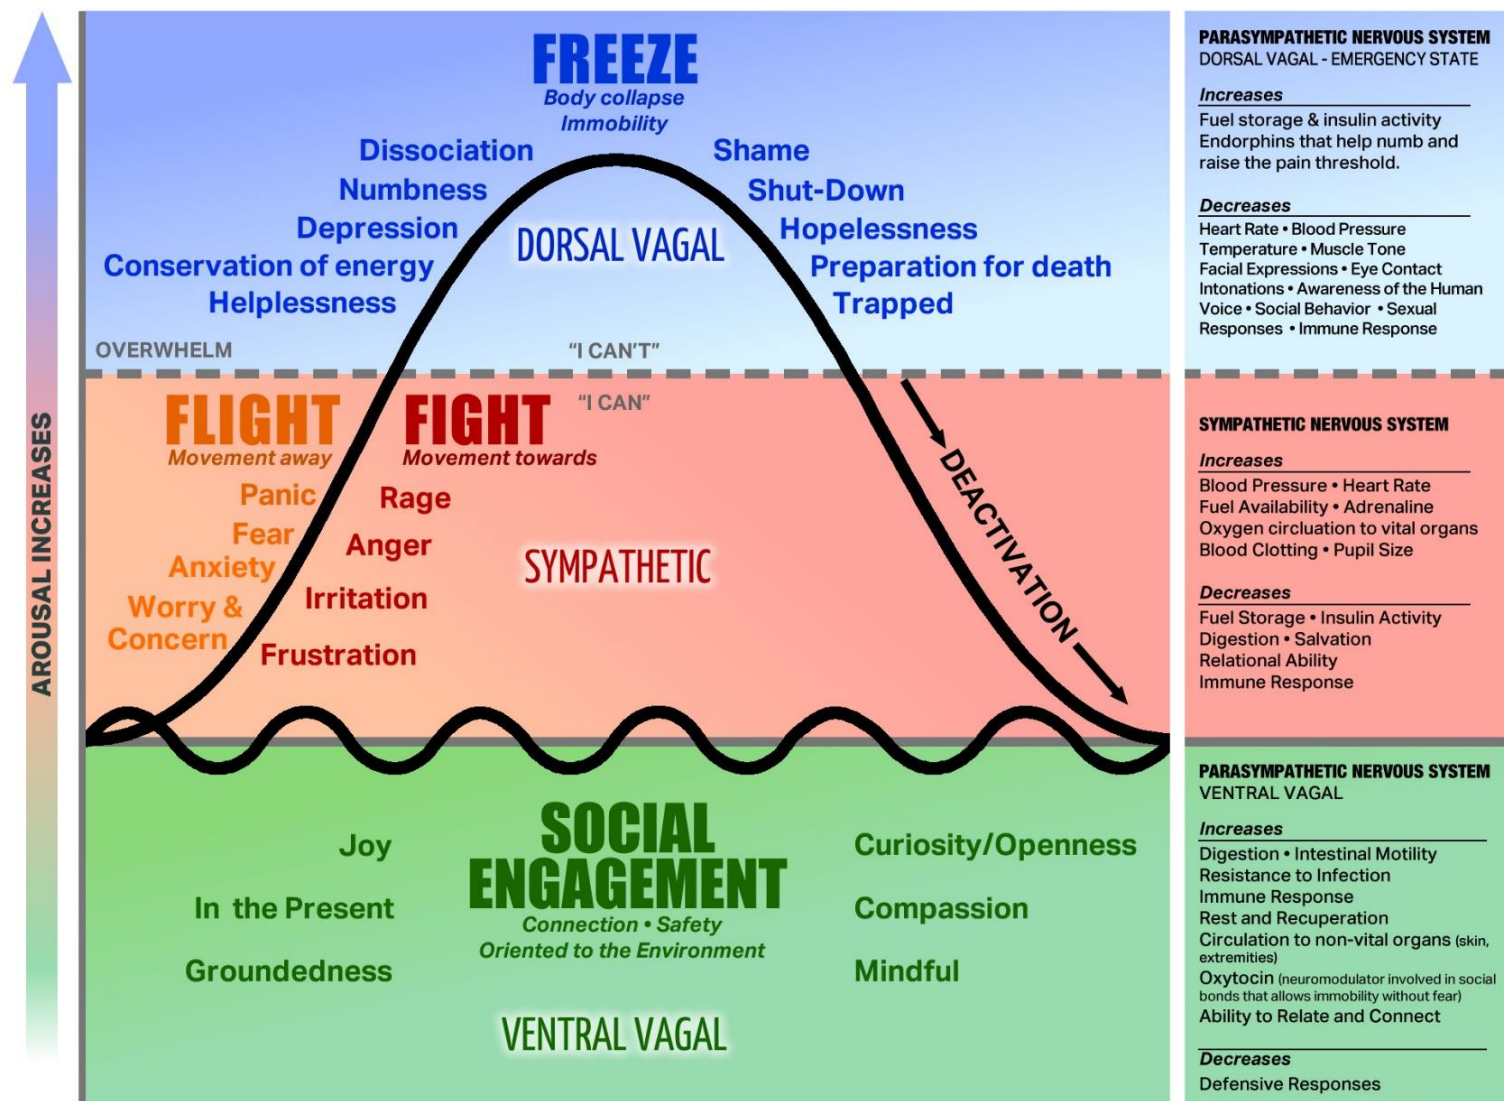 AROUSAL INCREASES
FREEZE
Body collapse
Immobility
Dissociation
Numbness
Depression
Conservation of energy
Helplessness
Shame
Shut-Down
Hopelessness
Preparation for death
Trapped
DORSAL VAGAL
OVERWHELM
"I CAN'T"
"I CAN"
FLIGHT
Movement away
Panic
Fear
Anxiety
Worry &
Concern
FIGHT
Movement towards
Rage
Anger
Irritation
Frustration
SYMPATHETIC
DEACTIVATION
SOCIAL
ENGAGEMENT
Connection • Safety
Oriented to the Environment
Joy
In the Present
Groundedness
Curiosity/Openness
Compassion
Mindful
VENTRAL VAGAL
PARASYMPATHETIC NERVOUS SYSTEM
DORSAL VAGAL - EMERGENCY STATE
Increases
Fuel storage & insulin activity
Endorphins that help numb and
raise the pain threshold.
Decreases
Heart Rate • Blood Pressure
Temperature • Muscle Tone
Facial Expressions • Eye Contact
Intonations • Awareness of the Human
Voice • Social Behavior • Sexual
Responses • Immune Response
SYMPATHETIC NERVOUS SYSTEM
Increases
Blood Pressure • Heart Rate
Fuel Availability • Adrenaline
Oxygen circluation to vital organs
Blood Clotting • Pupil Size
Decreases
Fuel Storage • Insulin Activity
Digestion • Salvation
Relational Ability
Immune Response
PARASYMPATHETIC NERVOUS SYSTEM
VENTRAL VAGAL
Increases
Digestion • Intestinal Motility
Resistance to Infection
Immune Response
Rest and Recuperation
Circulation to non-vital organs (skin,
extremities)
Oxytocin (neuromodulator involved in social
bonds that allows immobility without fear)
Ability to Relate and Connect
Decreases
Defensive Responses